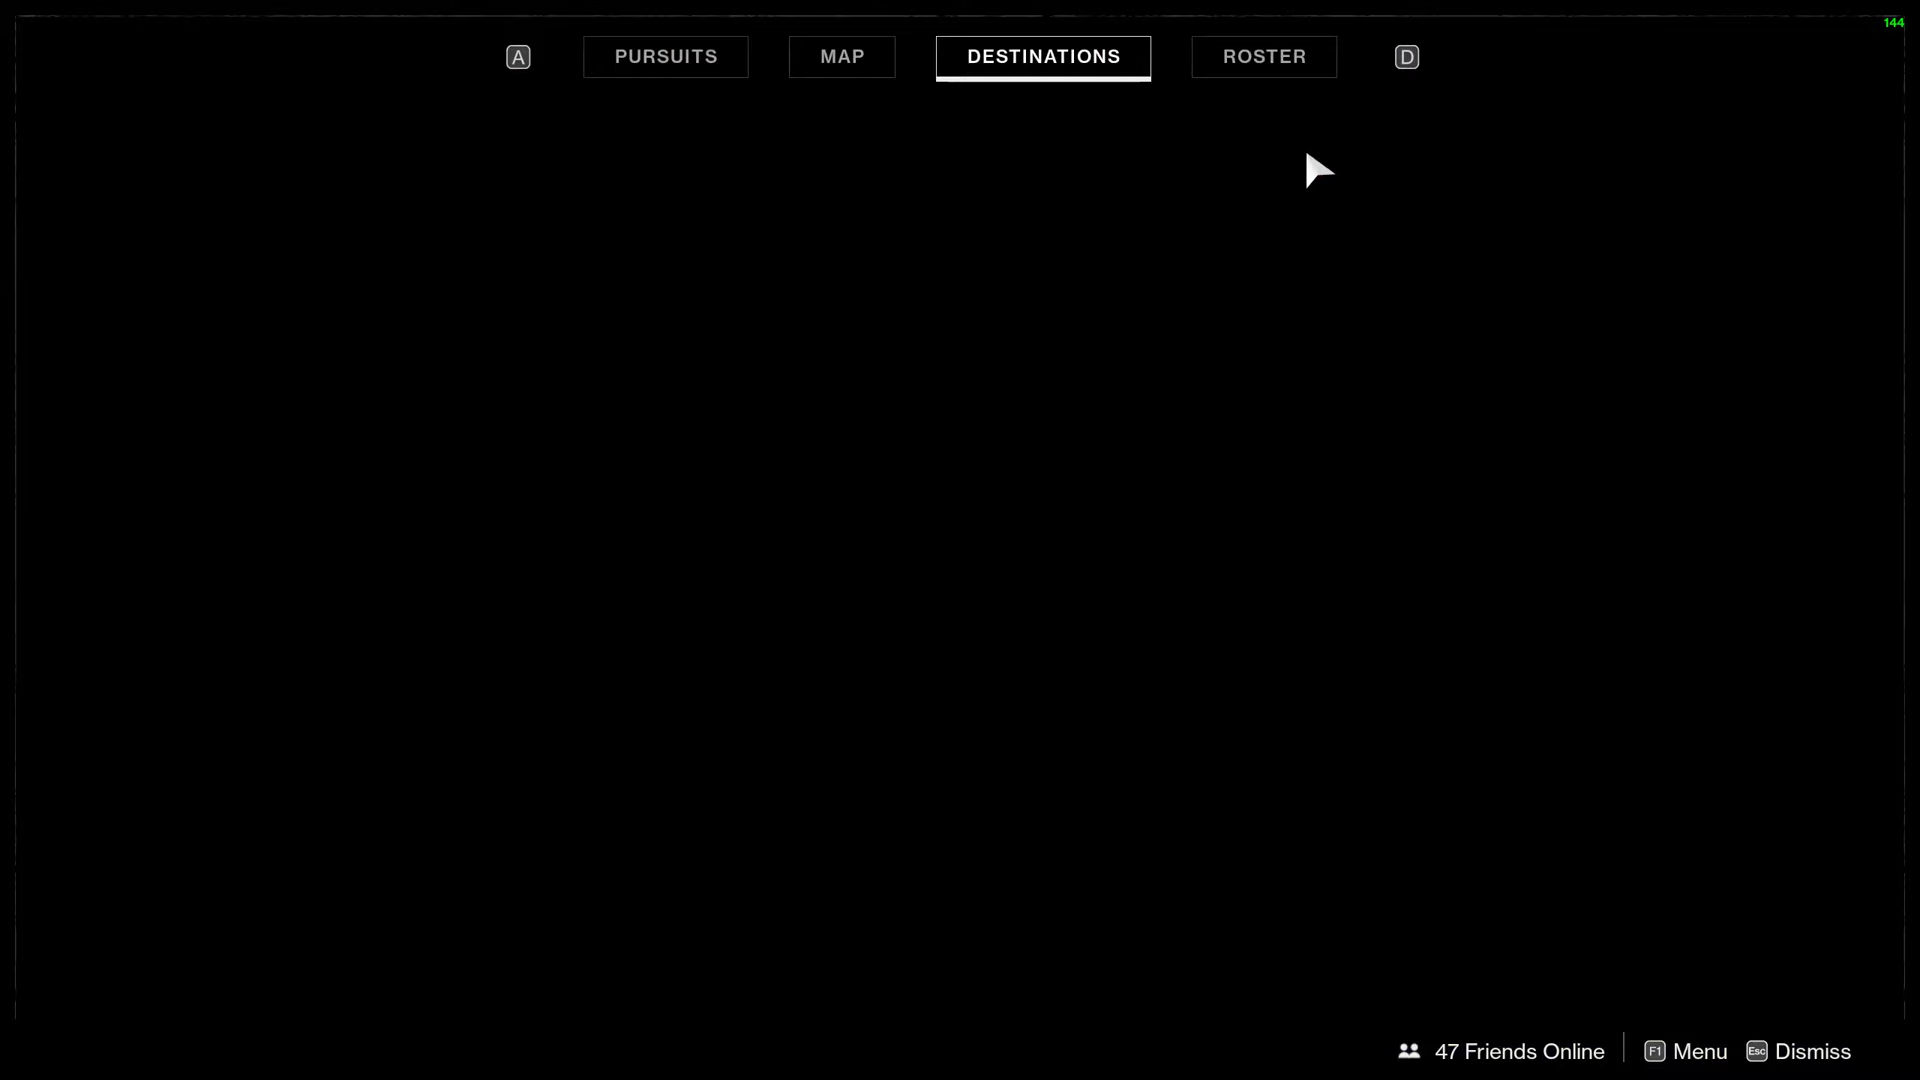 144
A PURSUITS MAP DESTINATIONS ROSTER D
47 Friends Online F1 Menu Esc Dismiss